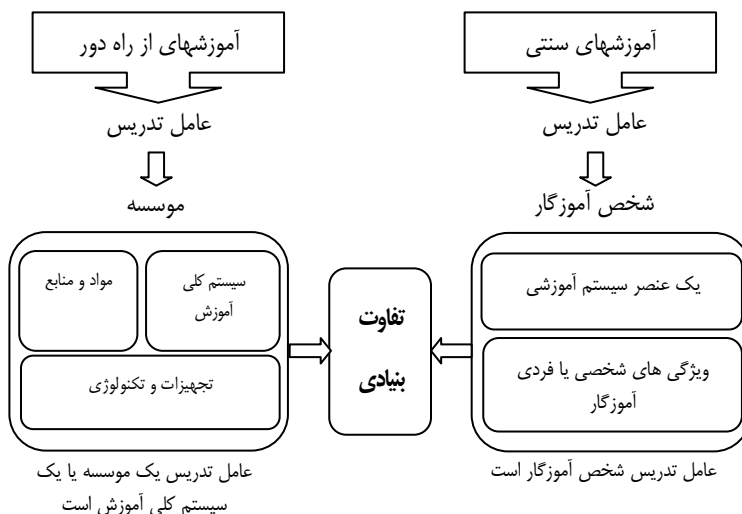 آموزشهای سنتی
آموزشهای از راه دور
عامل تدریس
عامل تدریس
شخص آموزگار
موسسه
یک عنصر سیستم آموزشی
ویژگی های شخصی یا فردی
آموزگار
تفاوت
بنیادی
سیستم کلی
آموزش
مواد و منابع
تجهیزات و تکنولوژی
عامل تدریس شخص آموزگار است
عامل تدریس یک موسسه یا یک
سیستم کلی آموزش است